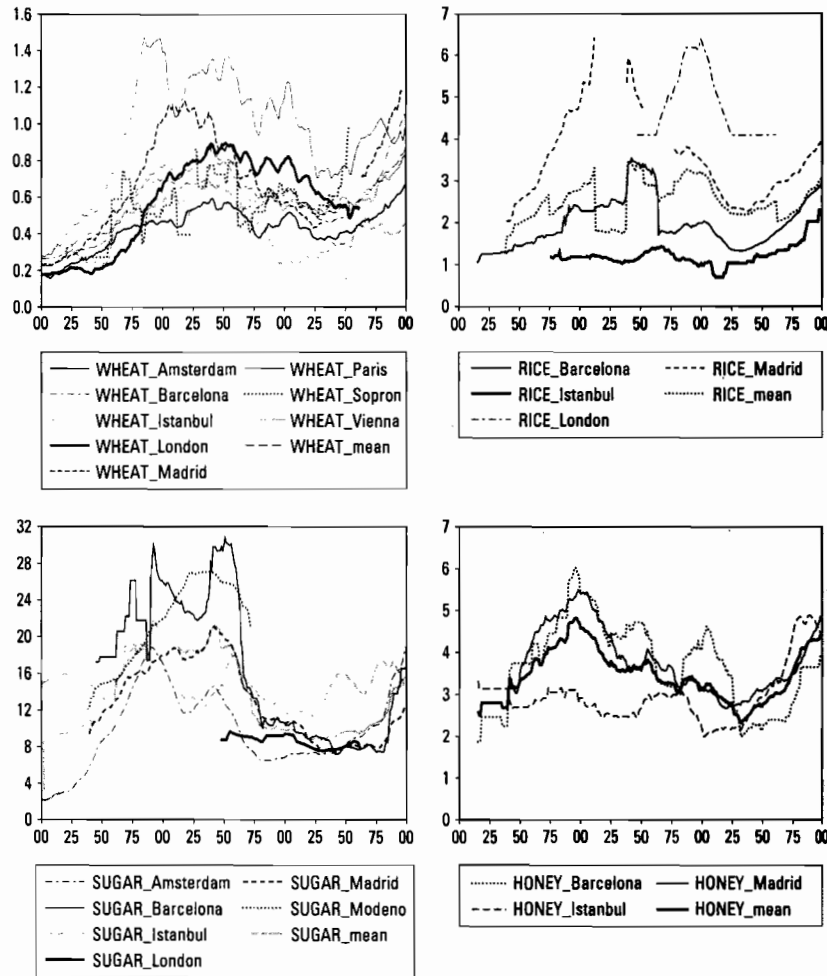 1.6
1.4
1.2
1.0
0.8
0.6
0.4
0.2
0.0
00 25 50 75 00 25 50 75 00 25 50 75 00
WHEAT_Amsterdam WHEAT_Paris
WHEAT_Barcelona WHEAT_Sopron
WHEAT_Istanbul WHEAT_Vienna
WHEAT_London WHEAT_mean
WHEAT_Madrid
7
6
5
4
3
2
1
0
00 25 50 75 00 25 50 75 00 25 50 75 00
RICE_Barcelona RICE_Madrid
RICE_Istanbul RICE_mean
RICE_London
32
28
24
20
16
12
8
4
0
00 25 50 75 00 25 50 75 00 25 50 75 00
SUGAR_Amsterdam SUGAR_Madrid
SUGAR_Barcelona SUGAR_Modeno
SUGAR_Istanbul SUGAR_mean
SUGAR_London
7
6
5
4
3
2
1
0
00 25 50 75 00 25 50 75 00 25 50 75 00
HONEY_Barcelona HONEY_Madrid
HONEY_Istanbul HONEY_mean